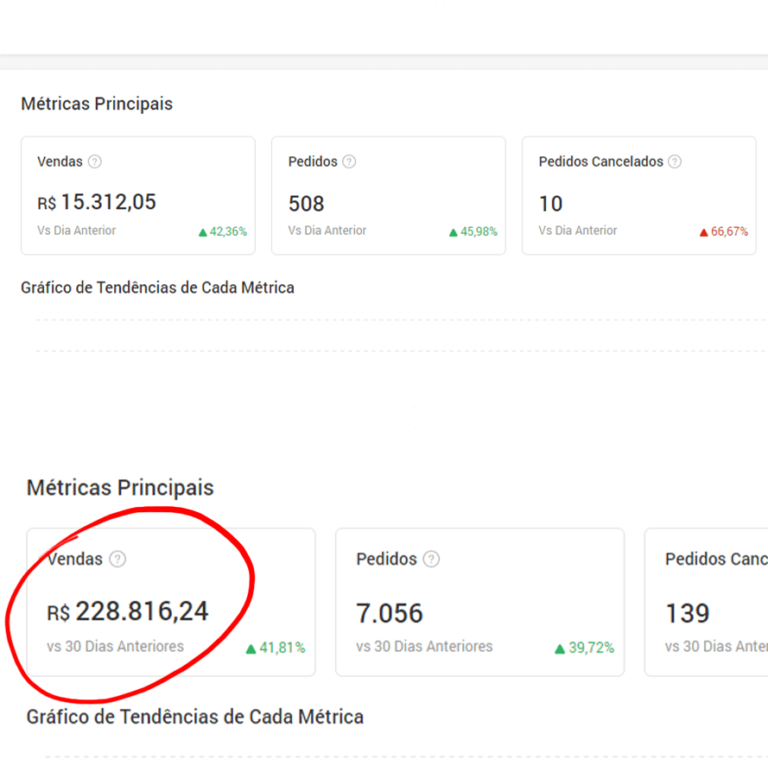 Métricas Principais
Vendas ?
Pedidos ?
Pedidos Cancelados ?
R$ 15.312,05
508
10
Vs Dia Anterior ▲ 42,36%
Vs Dia Anterior ▲ 45,98%
Vs Dia Anterior ▲ 66,67%
Gráfico de Tendências de Cada Métrica
Métricas Principais
Vendas ?
Pedidos ?
Pedidos Canc
R$ 228.816,24
7.056
139
vs 30 Dias Anteriores ▲ 41,81%
vs 30 Dias Anteriores ▲ 39,72%
vs 30 Dias Anter
Gráfico de Tendências de Cada Métrica